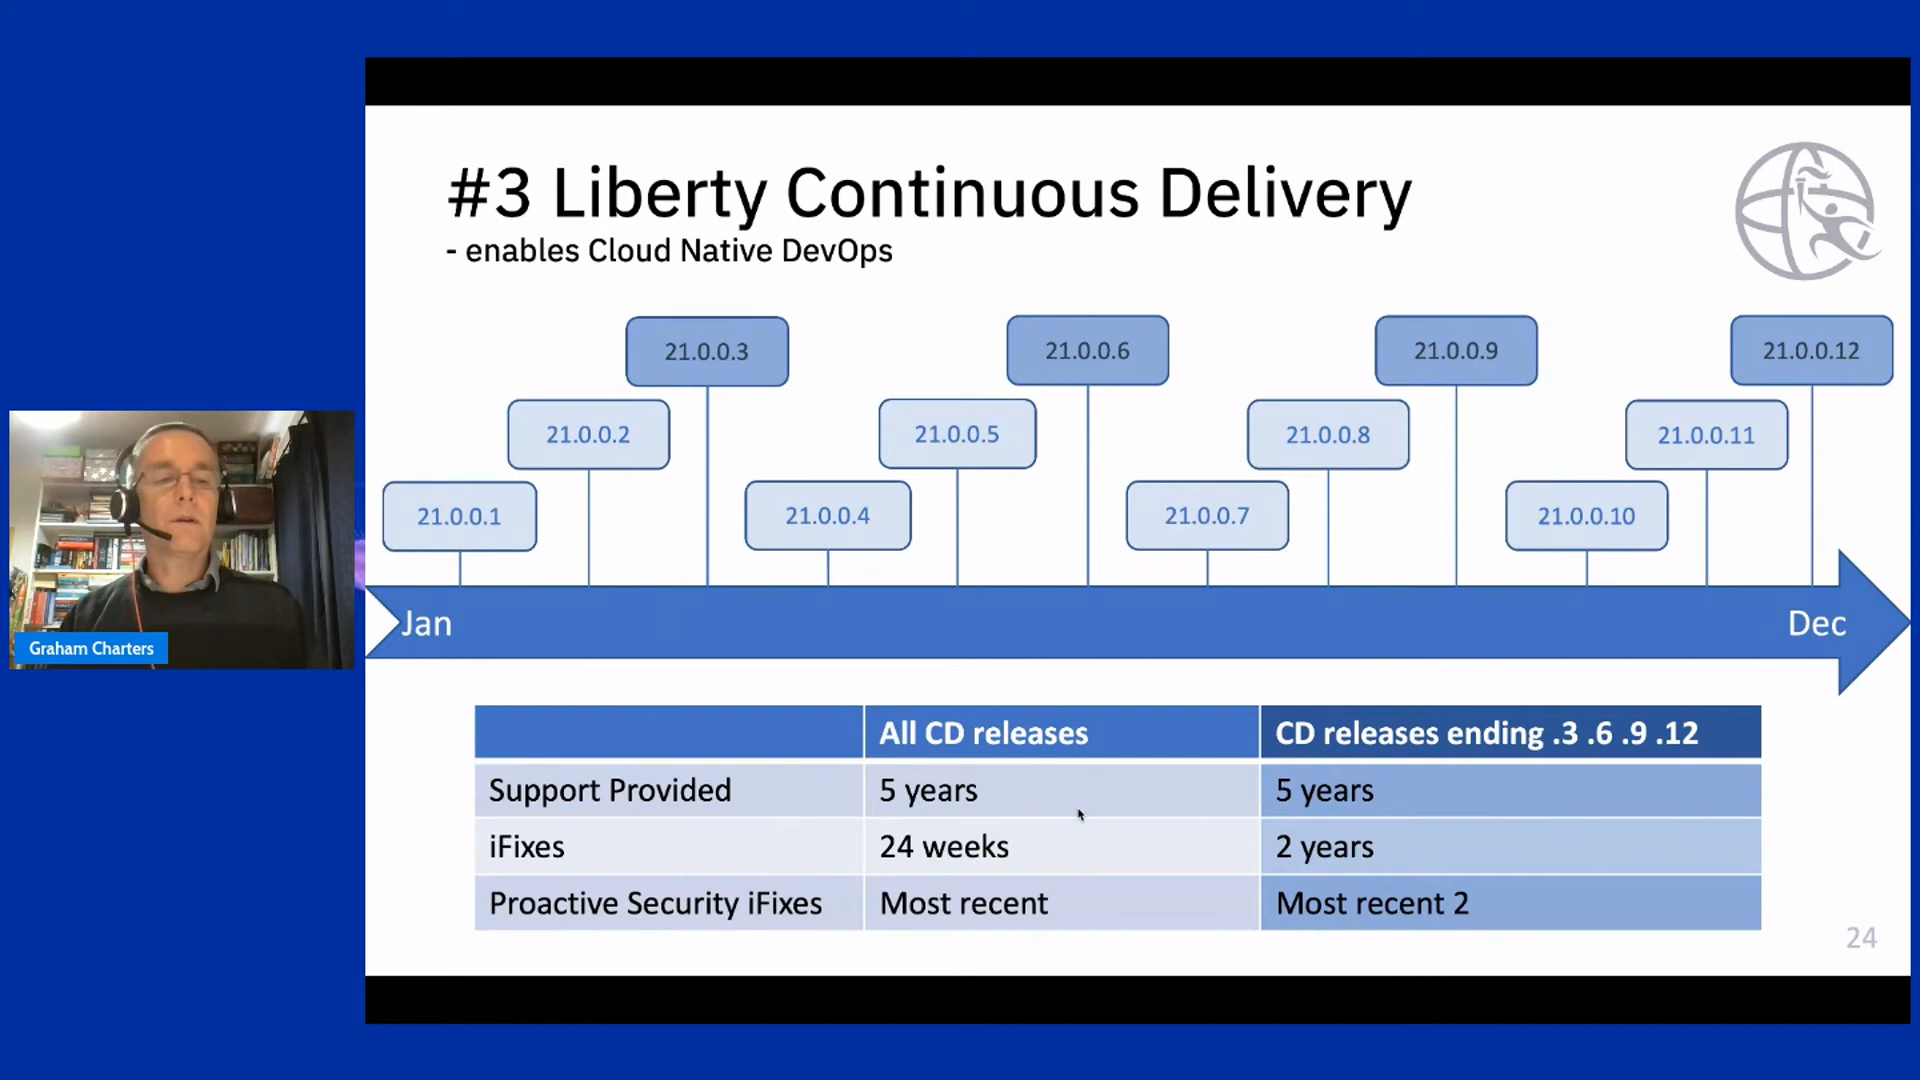 #3 Liberty Continuous Delivery
- enables Cloud Native DevOps
21.0.0.3
21.0.0.6
21.0.0.9
21.0.0.12
21.0.0.2
21.0.0.5
21.0.0.8
21.0.0.11
21.0.0.1
21.0.0.4
21.0.0.7
21.0.0.10
Jan
Dec
Graham Charters
All CD releases
CD releases ending .3 .6 .9 .12
Support Provided
5 years
5 years
iFixes
24 weeks
2 years
Proactive Security iFixes
Most recent
Most recent 2
24